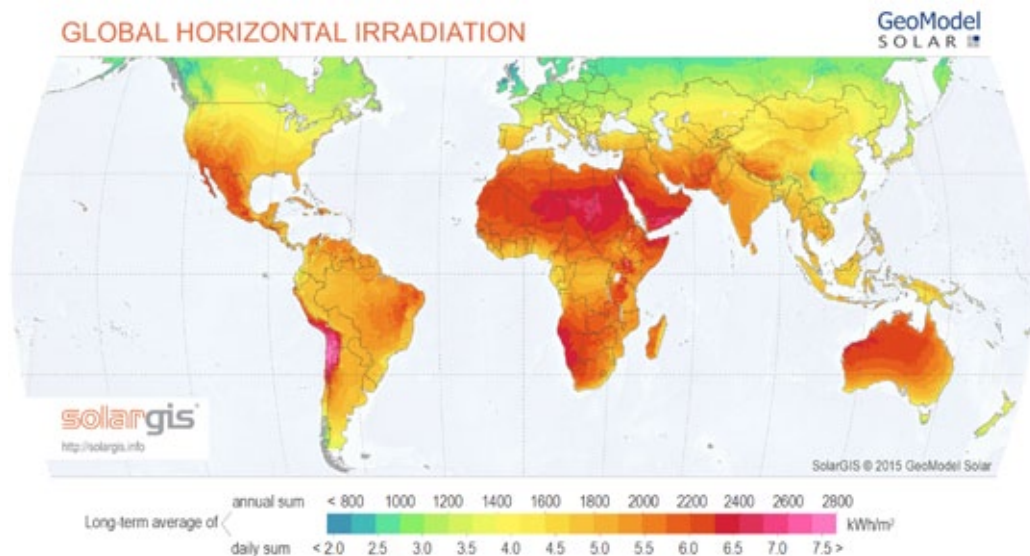 GLOBAL HORIZONTAL IRRADIATION
GeoModel
SOLAR
solargis
http://solargis.info
SolarGIS © 2015 GeoModel Solar
annual sum < 800 1000 1200 1400 1600 1800 2000 2200 2400 2600 2800
Long-term average of kWh/m²
daily sum < 2.0 2.5 3.0 3.5 4.0 4.5 5.0 5.5 6.0 6.5 7.0 7.5 >